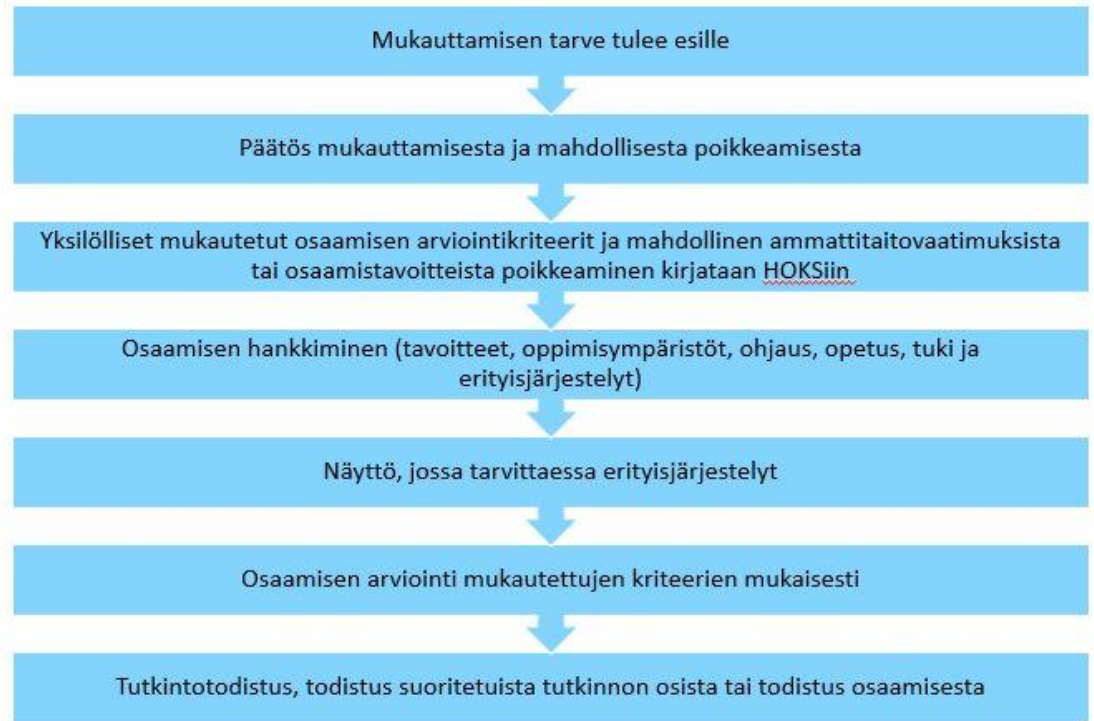 Mukauttamisen tarve tulee esille
Päätös mukauttamisesta ja mahdollisesta poikkeamisesta
Yksilölliset mukautetut osaamisen arviointikriteerit ja mahdollinen ammattitaitovaatimuksista
tai osaamistavoitteista poikkeaminen kirjataan HOKSiin
Osaamisen hankkiminen (tavoitteet, oppimisympäristöt, ohjaus, opetus, tuki ja
erityisjärjestelyt)
Näyttö, jossa tarvittaessa erityisjärjestelyt
Osaamisen arviointi mukautettujen kriteerien mukaisesti
Tutkintotodistus, todistus suoritetuista tutkinnon osista tai todistus osaamisesta